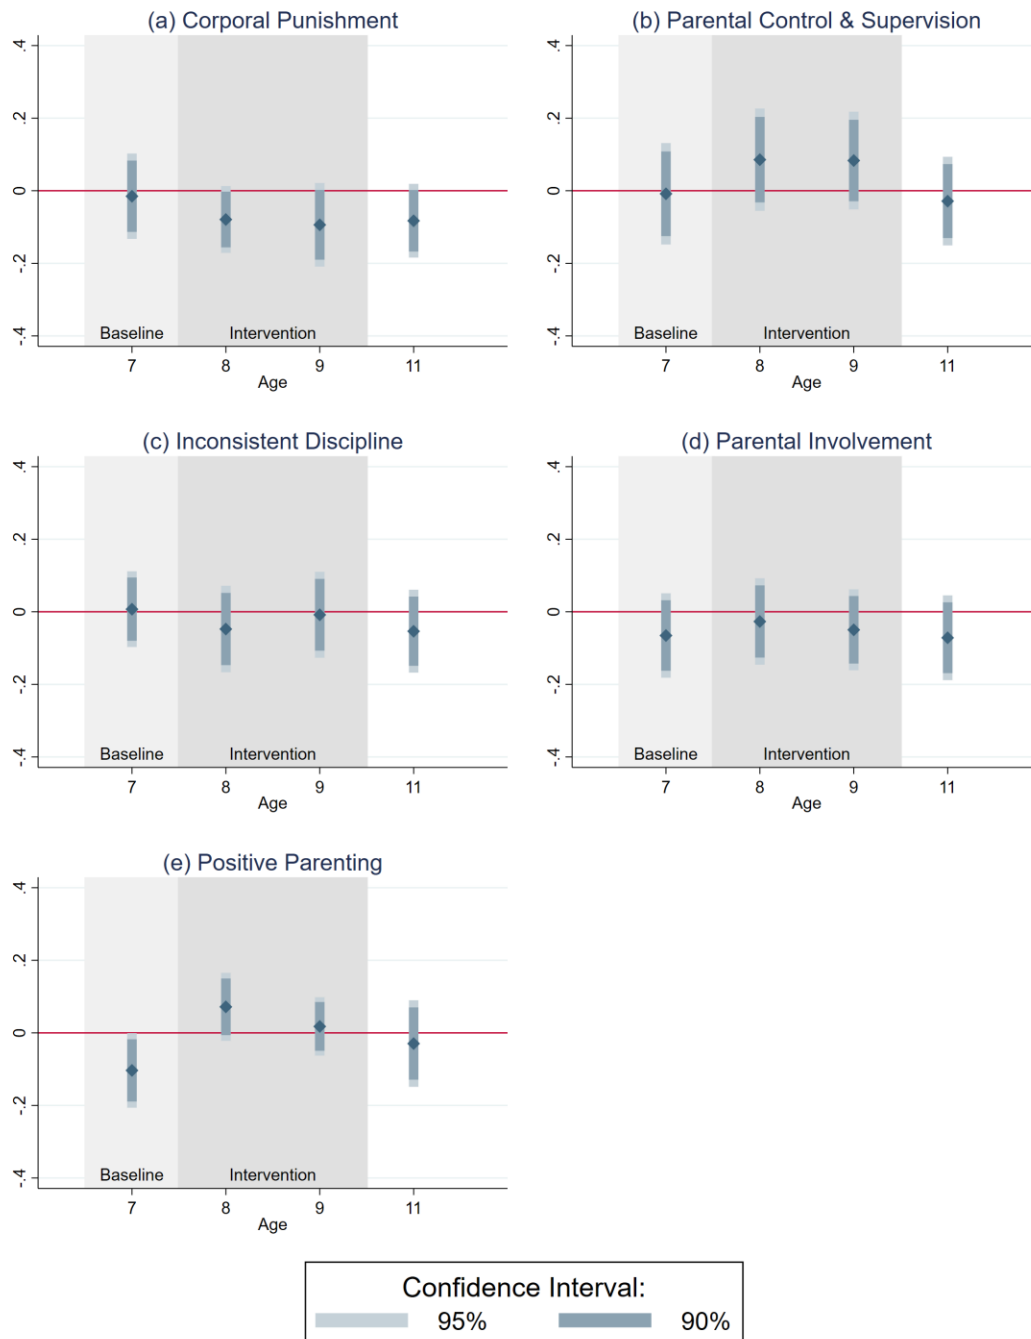 (a) Corporal Punishment
.4
.2
0
-.2
-.4
Baseline
Intervention
7 8 9 11
Age
(b) Parental Control & Supervision
.4
.2
0
-.2
-.4
Baseline
Intervention
7 8 9 11
Age
(c) Inconsistent Discipline
.4
.2
0
-.2
-.4
Baseline
Intervention
7 8 9 11
Age
(d) Parental Involvement
.4
.2
0
-.2
-.4
Baseline
Intervention
7 8 9 11
Age
(e) Positive Parenting
.4
.2
0
-.2
-.4
Baseline
Intervention
7 8 9 11
Age
Confidence Interval:
95% 90%